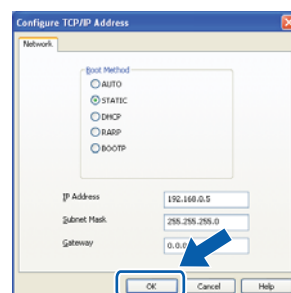 Configure TCP/IP Address
Network
Boot Method
AUTO
STATIC
DHCP
RARP
BOOTP
IP Address 192.168.0.5
Subnet Mask 255.255.255.0
Gateway
OK Cancel Help